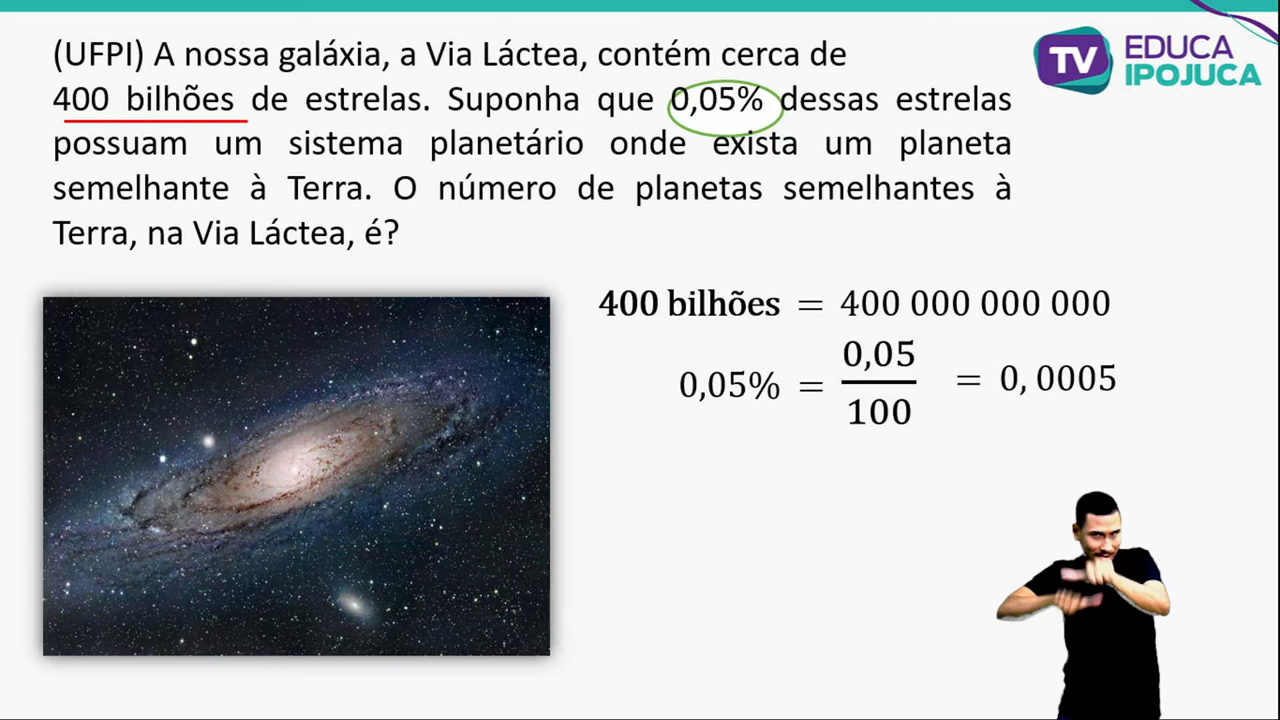 (UFPI) A nossa galáxia, a Via Láctea, contém cerca de
400 bilhões de estrelas. Suponha que 0,05% dessas estrelas
possuam um sistema planetário onde exista um planeta
semelhante à Terra. O número de planetas semelhantes à
Terra, na Via Láctea, é?
TV EDUCA
IPOJUCA
400 bilhões = 400 000 000 000
0,05% = 0,05/100 = 0, 0005